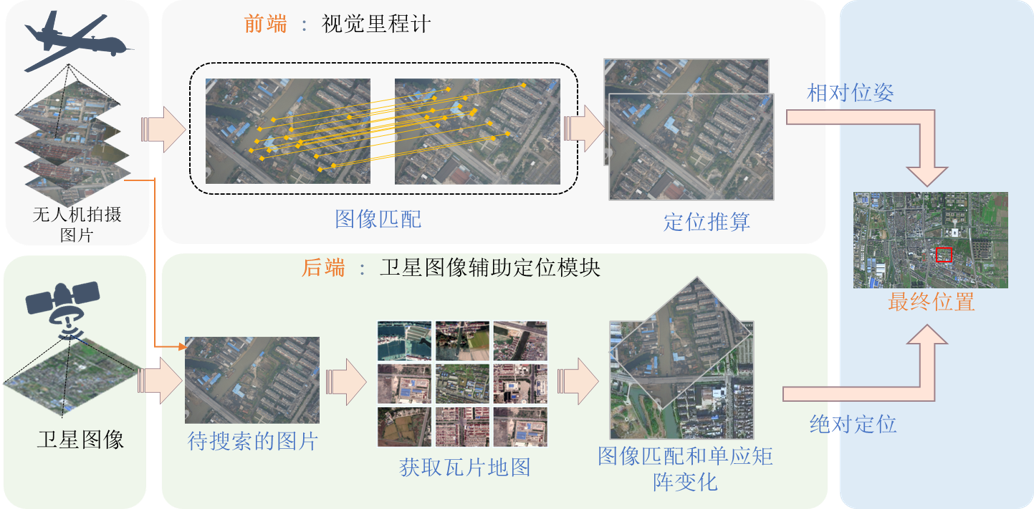 前端 : 视觉里程计
无人机拍摄
图片
图像匹配
定位推算
相对位姿
后端 : 卫星图像辅助定位模块
卫星图像
待搜索的图片
获取瓦片地图
图像匹配和单应矩
阵变化
绝对定位
最终位置